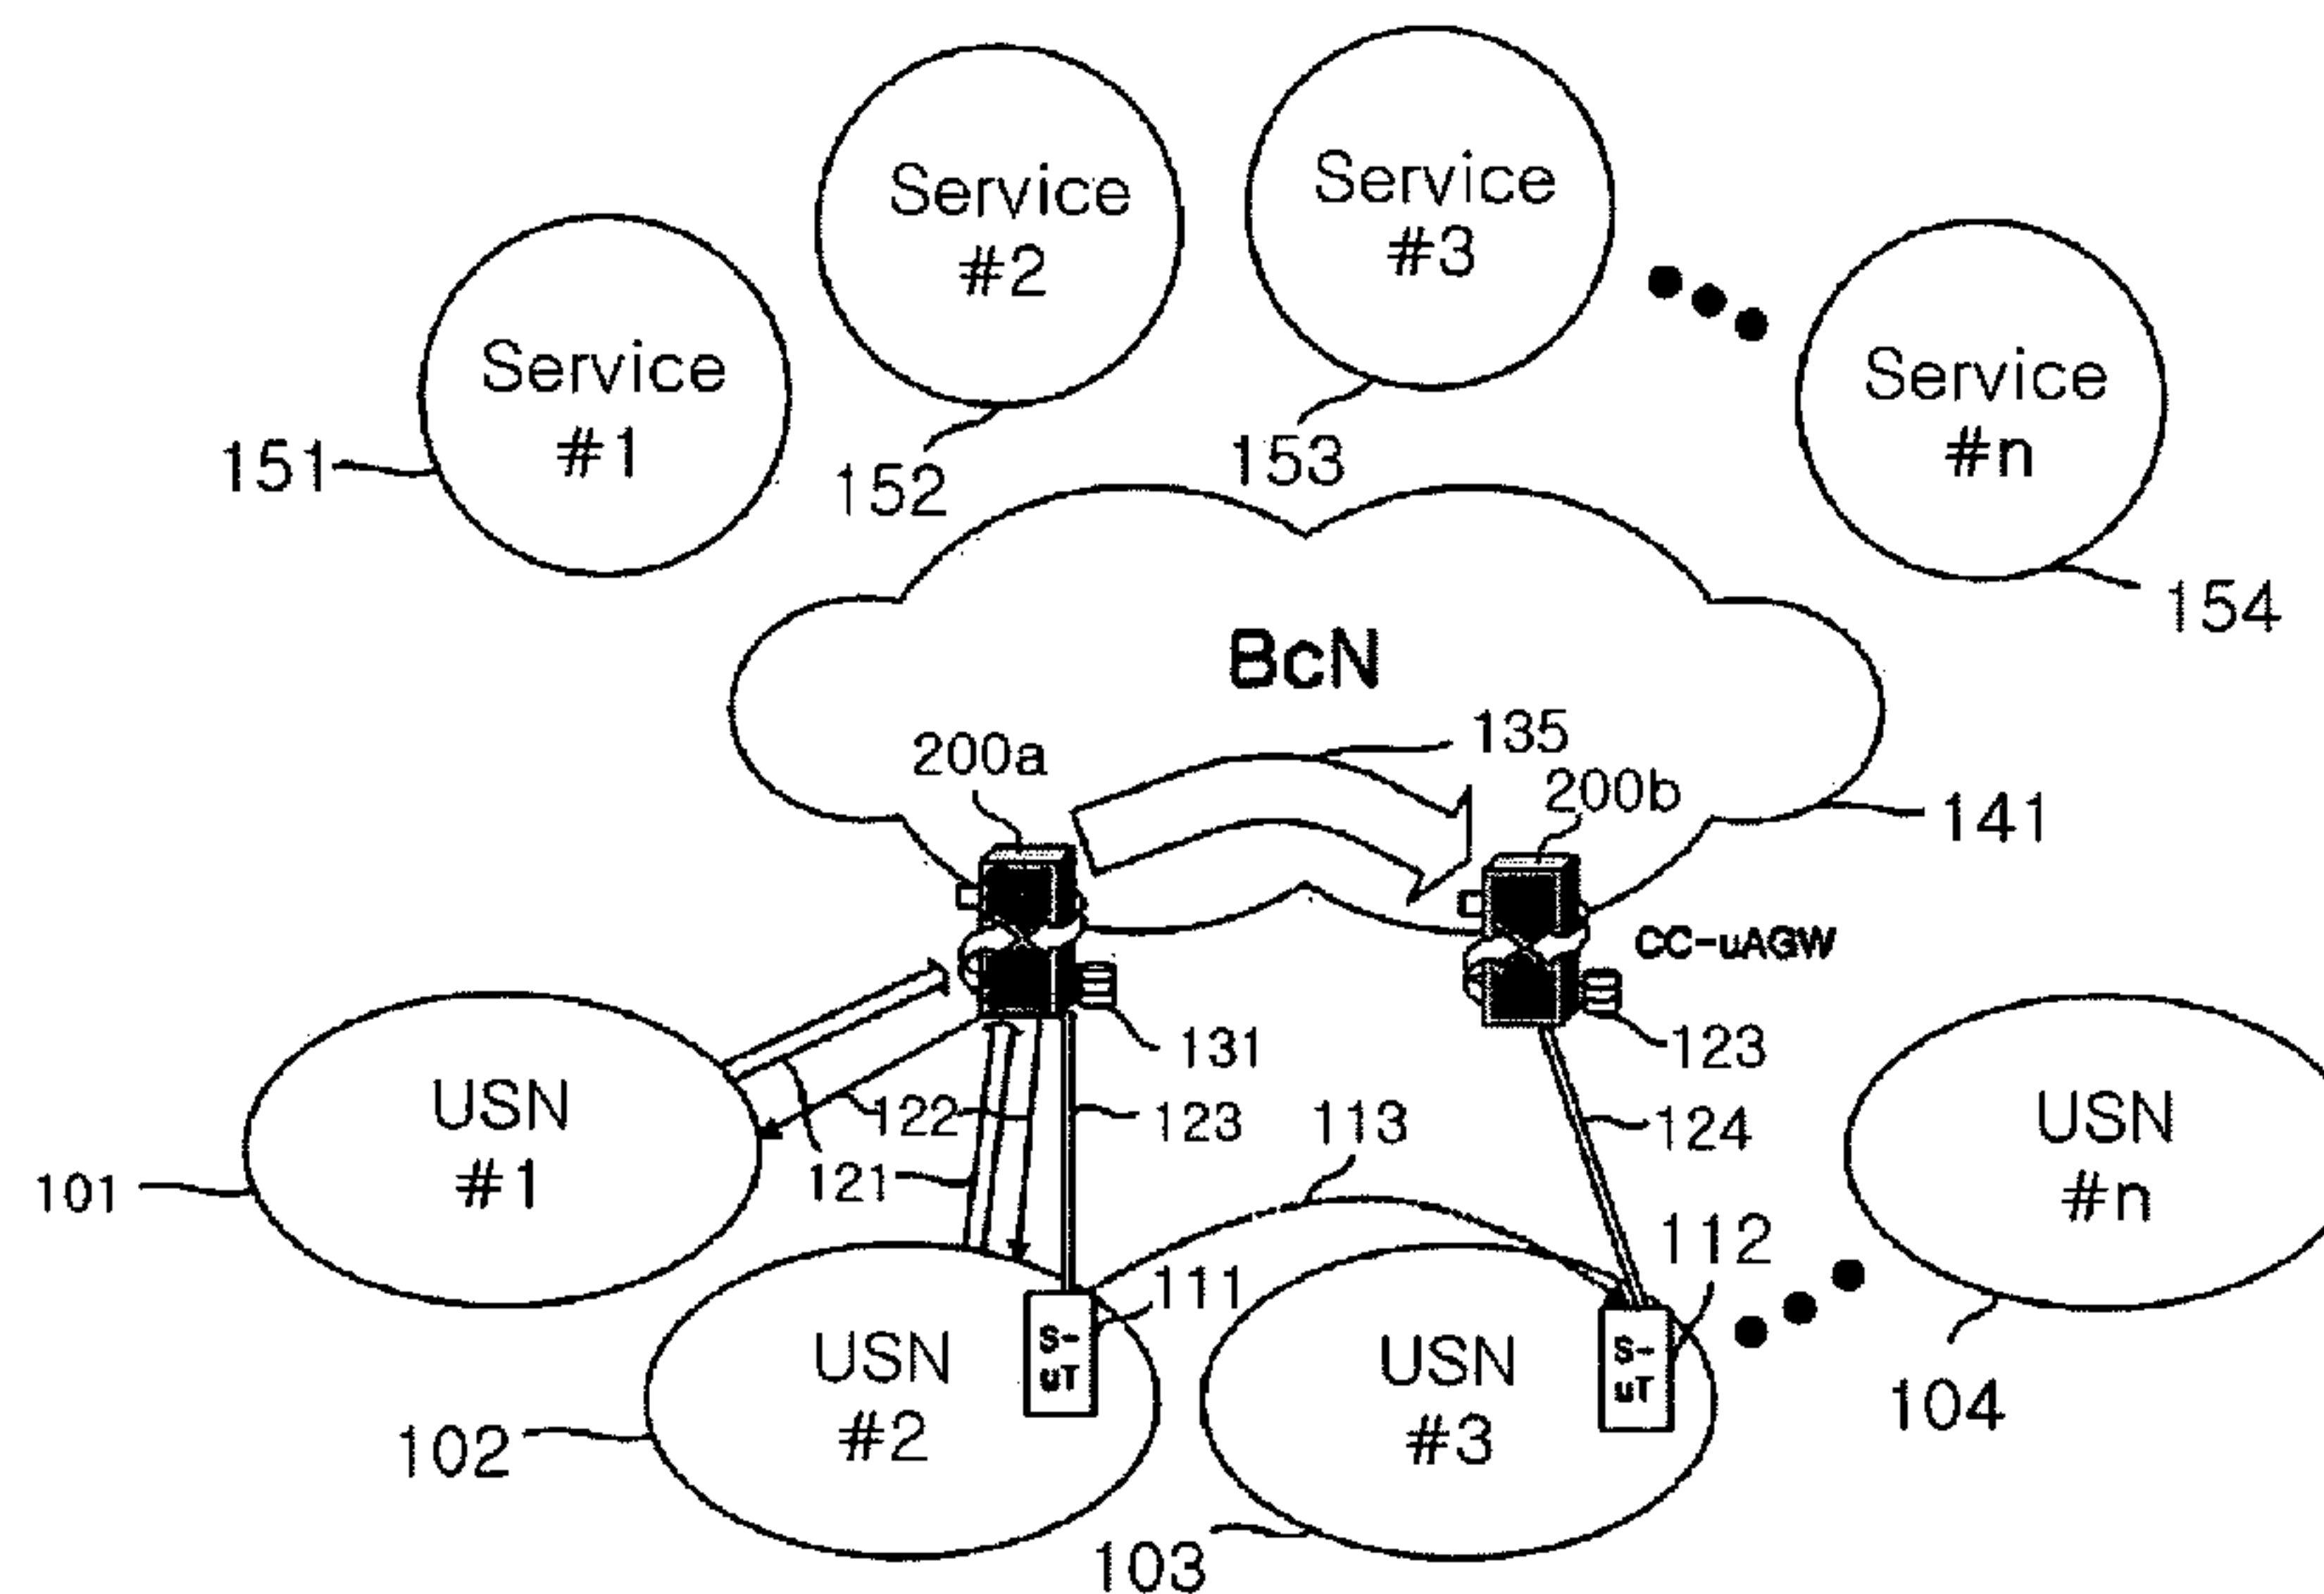 Service
#1
Service
#2
Service
#3
Service
#n
151
152
153
154
BcN
135
200a
200b
141
CC-uAGW
131
123
USN
#1
122
123
113
124
USN
#n
101
121
112
111
S-
uT
S-
uT
USN
#2
USN
#3
104
102
103